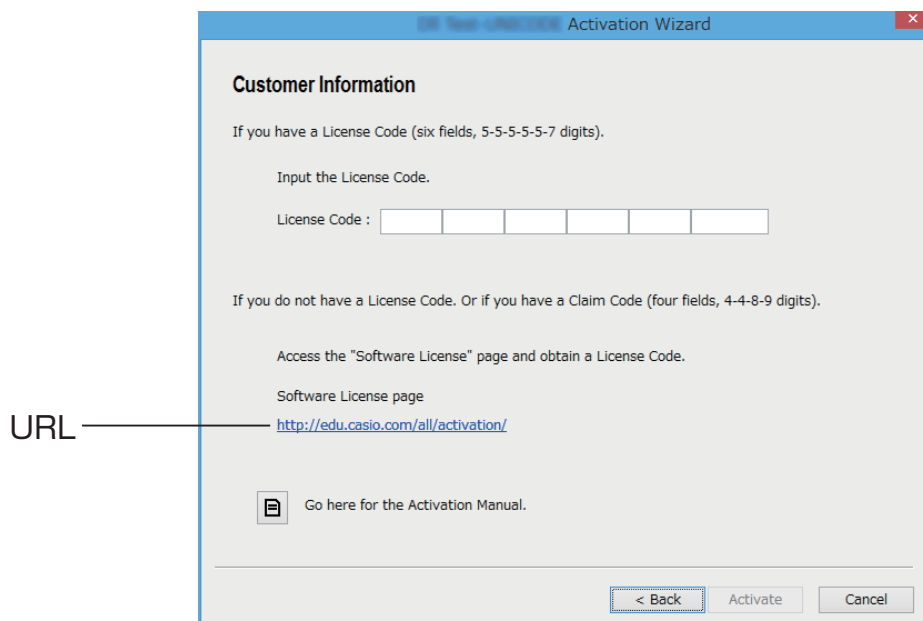 Activation Wizard
Customer Information
If you have a License Code (six fields, 5-5-5-5-5-7 digits).
Input the License Code.
License Code :
If you do not have a License Code. Or if you have a Claim Code (four fields, 4-4-8-9 digits).
Access the "Software License" page and obtain a License Code.
Software License page
URL
http://edu.casio.com/all/activation/
Go here for the Activation Manual.
< Back
Activate
Cancel